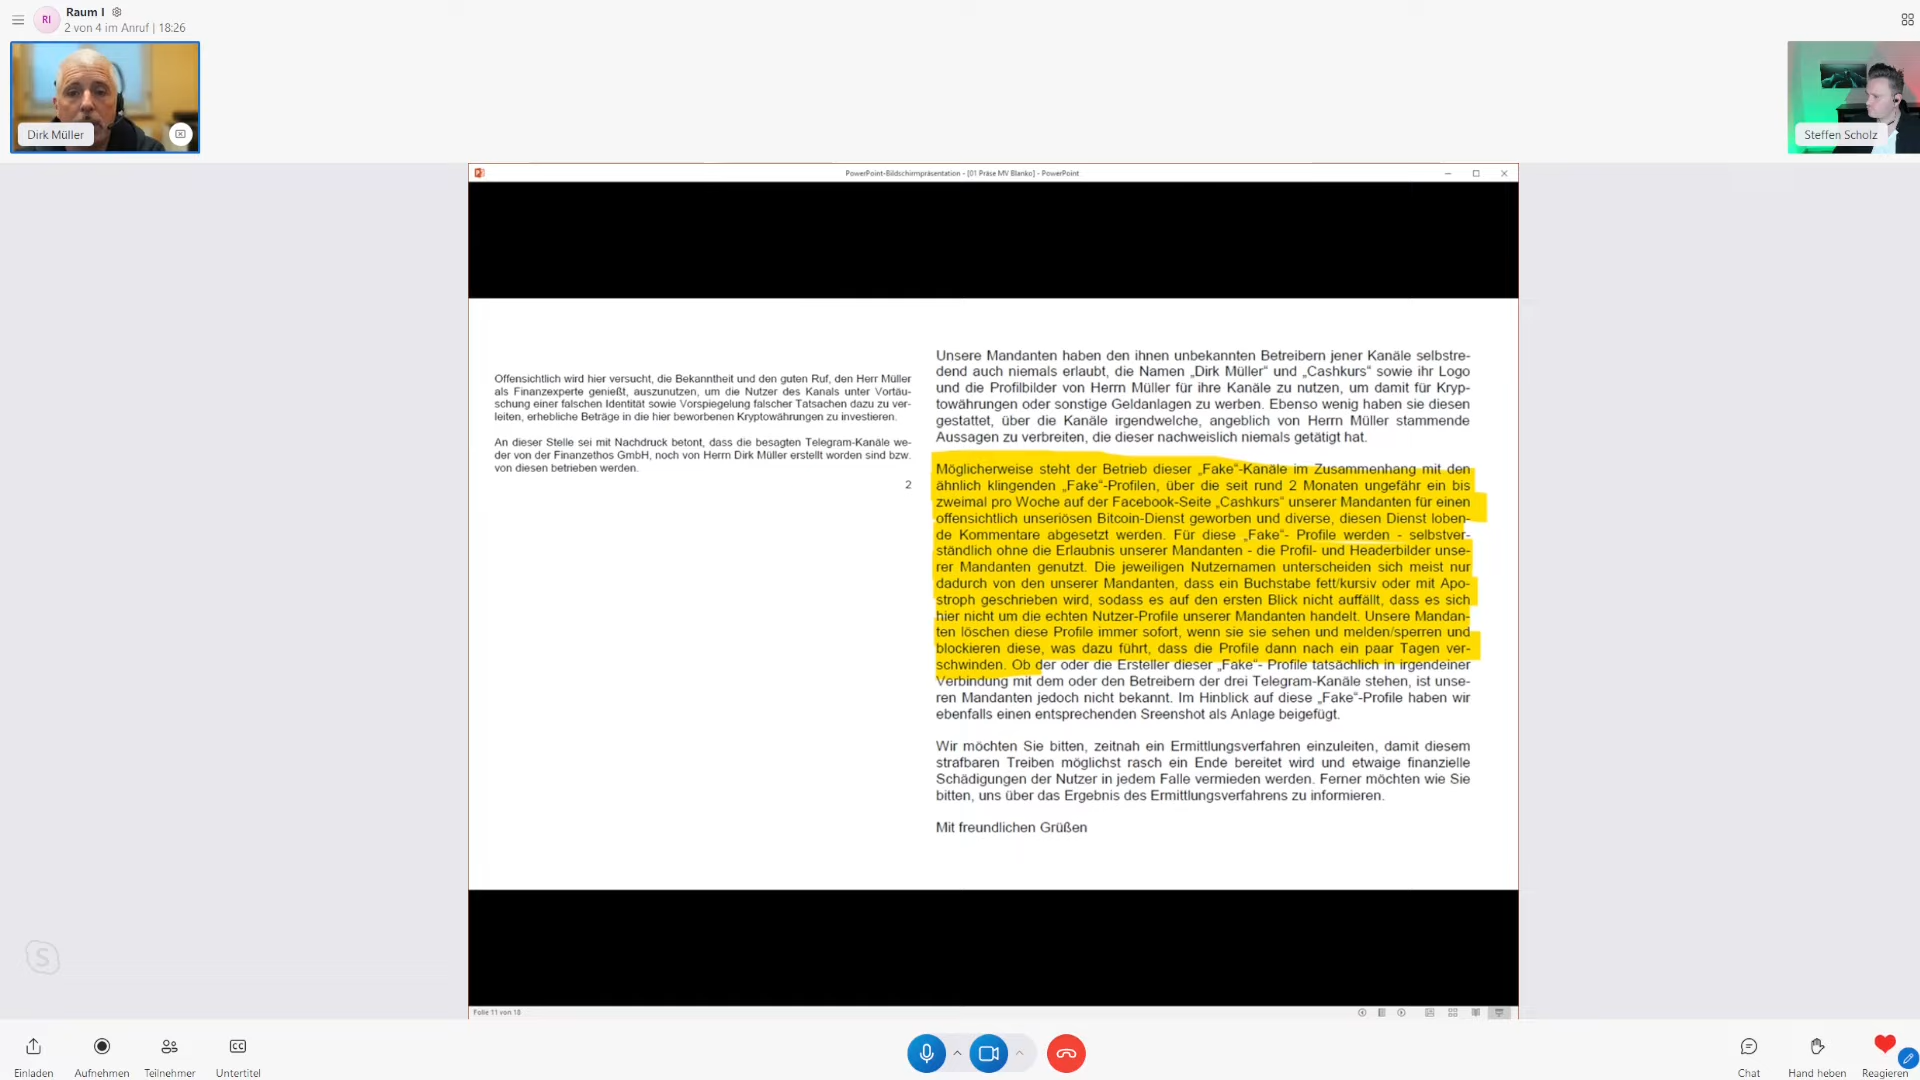 Raum I
RI
2 von 4 im Anruf | 18:26
Dirk Müller
Steffen Scholz
PowerPoint-Bildschirmpräsentation - [01 Präse MV Blanko] - PowerPoint
Offensichtlich wird hier versucht, die Bekanntheit und den guten Ruf, den Herr Müller
als Finanzexperte genießt, auszunutzen, um die Nutzer des Kanals unter Vortäu-
schung einer falschen Identität sowie Vorspiegelung falscher Tatsachen dazu zu ver-
leiten, erhebliche Beträge in die hier beworbenen Kryptowährungen zu investieren.
An dieser Stelle sei mit Nachdruck betont, dass die besagten Telegram-Kanäle we-
der von der Finanzethos GmbH, noch von Herrn Dirk Müller erstellt worden sind bzw.
von diesen betrieben werden.
2
Unsere Mandanten haben den ihnen unbekannten Betreibern jener Kanäle selbstre-
dend auch niemals erlaubt, die Namen „Dirk Müller“ und „Cashkurs“ sowie ihr Logo
und die Profilbilder von Herrn Müller für ihre Kanäle zu nutzen, um damit für Kryp-
towährungen oder sonstige Geldanlagen zu werben. Ebenso wenig haben sie diesen
gestattet, über die Kanäle irgendwelche, angeblich von Herrn Müller stammende
Aussagen zu verbreiten, die dieser nachweislich niemals getätigt hat.
Möglicherweise steht der Betrieb dieser „Fake“-Kanäle im Zusammenhang mit den
ähnlich klingenden „Fake“-Profilen, über die seit rund 2 Monaten ungefähr ein bis
zweimal pro Woche auf der Facebook-Seite „Cashkurs“ unserer Mandanten für einen
offensichtlich unseriösen Bitcoin-Dienst geworben und diverse, diesen Dienst loben-
de Kommentare abgesetzt werden. Für diese „Fake“- Profile werden - selbstver-
ständlich ohne die Erlaubnis unserer Mandanten - die Profil- und Headerbilder unse-
rer Mandanten genutzt. Die jeweiligen Nutzernamen unterscheiden sich meist nur
dadurch von den unserer Mandanten, dass ein Buchstabe fett/kursiv oder mit Apo-
stroph geschrieben wird, sodass es auf den ersten Blick nicht auffällt, dass es sich
hier nicht um die echten Nutzer-Profile unserer Mandanten handelt. Unsere Mandan-
ten löschen diese Profile immer sofort, wenn sie sie sehen und melden/sperren und
blockieren diese, was dazu führt, dass die Profile dann nach ein paar Tagen ver-
schwinden. Ob der oder die Ersteller dieser „Fake“- Profile tatsächlich in irgendeiner
Verbindung mit dem oder den Betreibern der drei Telegram-Kanäle stehen, ist unse-
ren Mandanten jedoch nicht bekannt. Im Hinblick auf diese „Fake“-Profile haben wir
ebenfalls einen entsprechenden Sreenshot als Anlage beigefügt.
Wir möchten Sie bitten, zeitnah ein Ermittlungsverfahren einzuleiten, damit diesem
strafbaren Treiben möglichst rasch ein Ende bereitet wird und etwaige finanzielle
Schädigungen der Nutzer in jedem Falle vermieden werden. Ferner möchten wie Sie
bitten, uns über das Ergebnis des Ermittlungsverfahrens zu informieren.
Mit freundlichen Grüßen
S
Folie 11 von 18
CC
Einladen
Aufnehmen
Teilnehmer
Untertitel
Chat
Hand heben
Reagieren